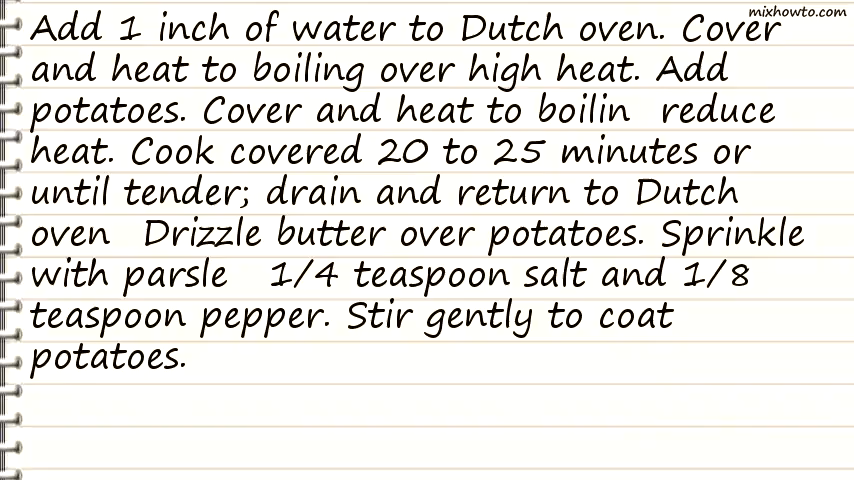 mixhowto.com
Add 1 inch of water to Dutch oven. Cover
and heat to boiling over high heat. Add
potatoes. Cover and heat to boilin reduce
heat. Cook covered 20 to 25 minutes or
until tender; drain and return to Dutch
oven Drizzle butter over potatoes. Sprinkle
with parsle 1/4 teaspoon salt and 1/8
teaspoon pepper. Stir gently to coat
potatoes.